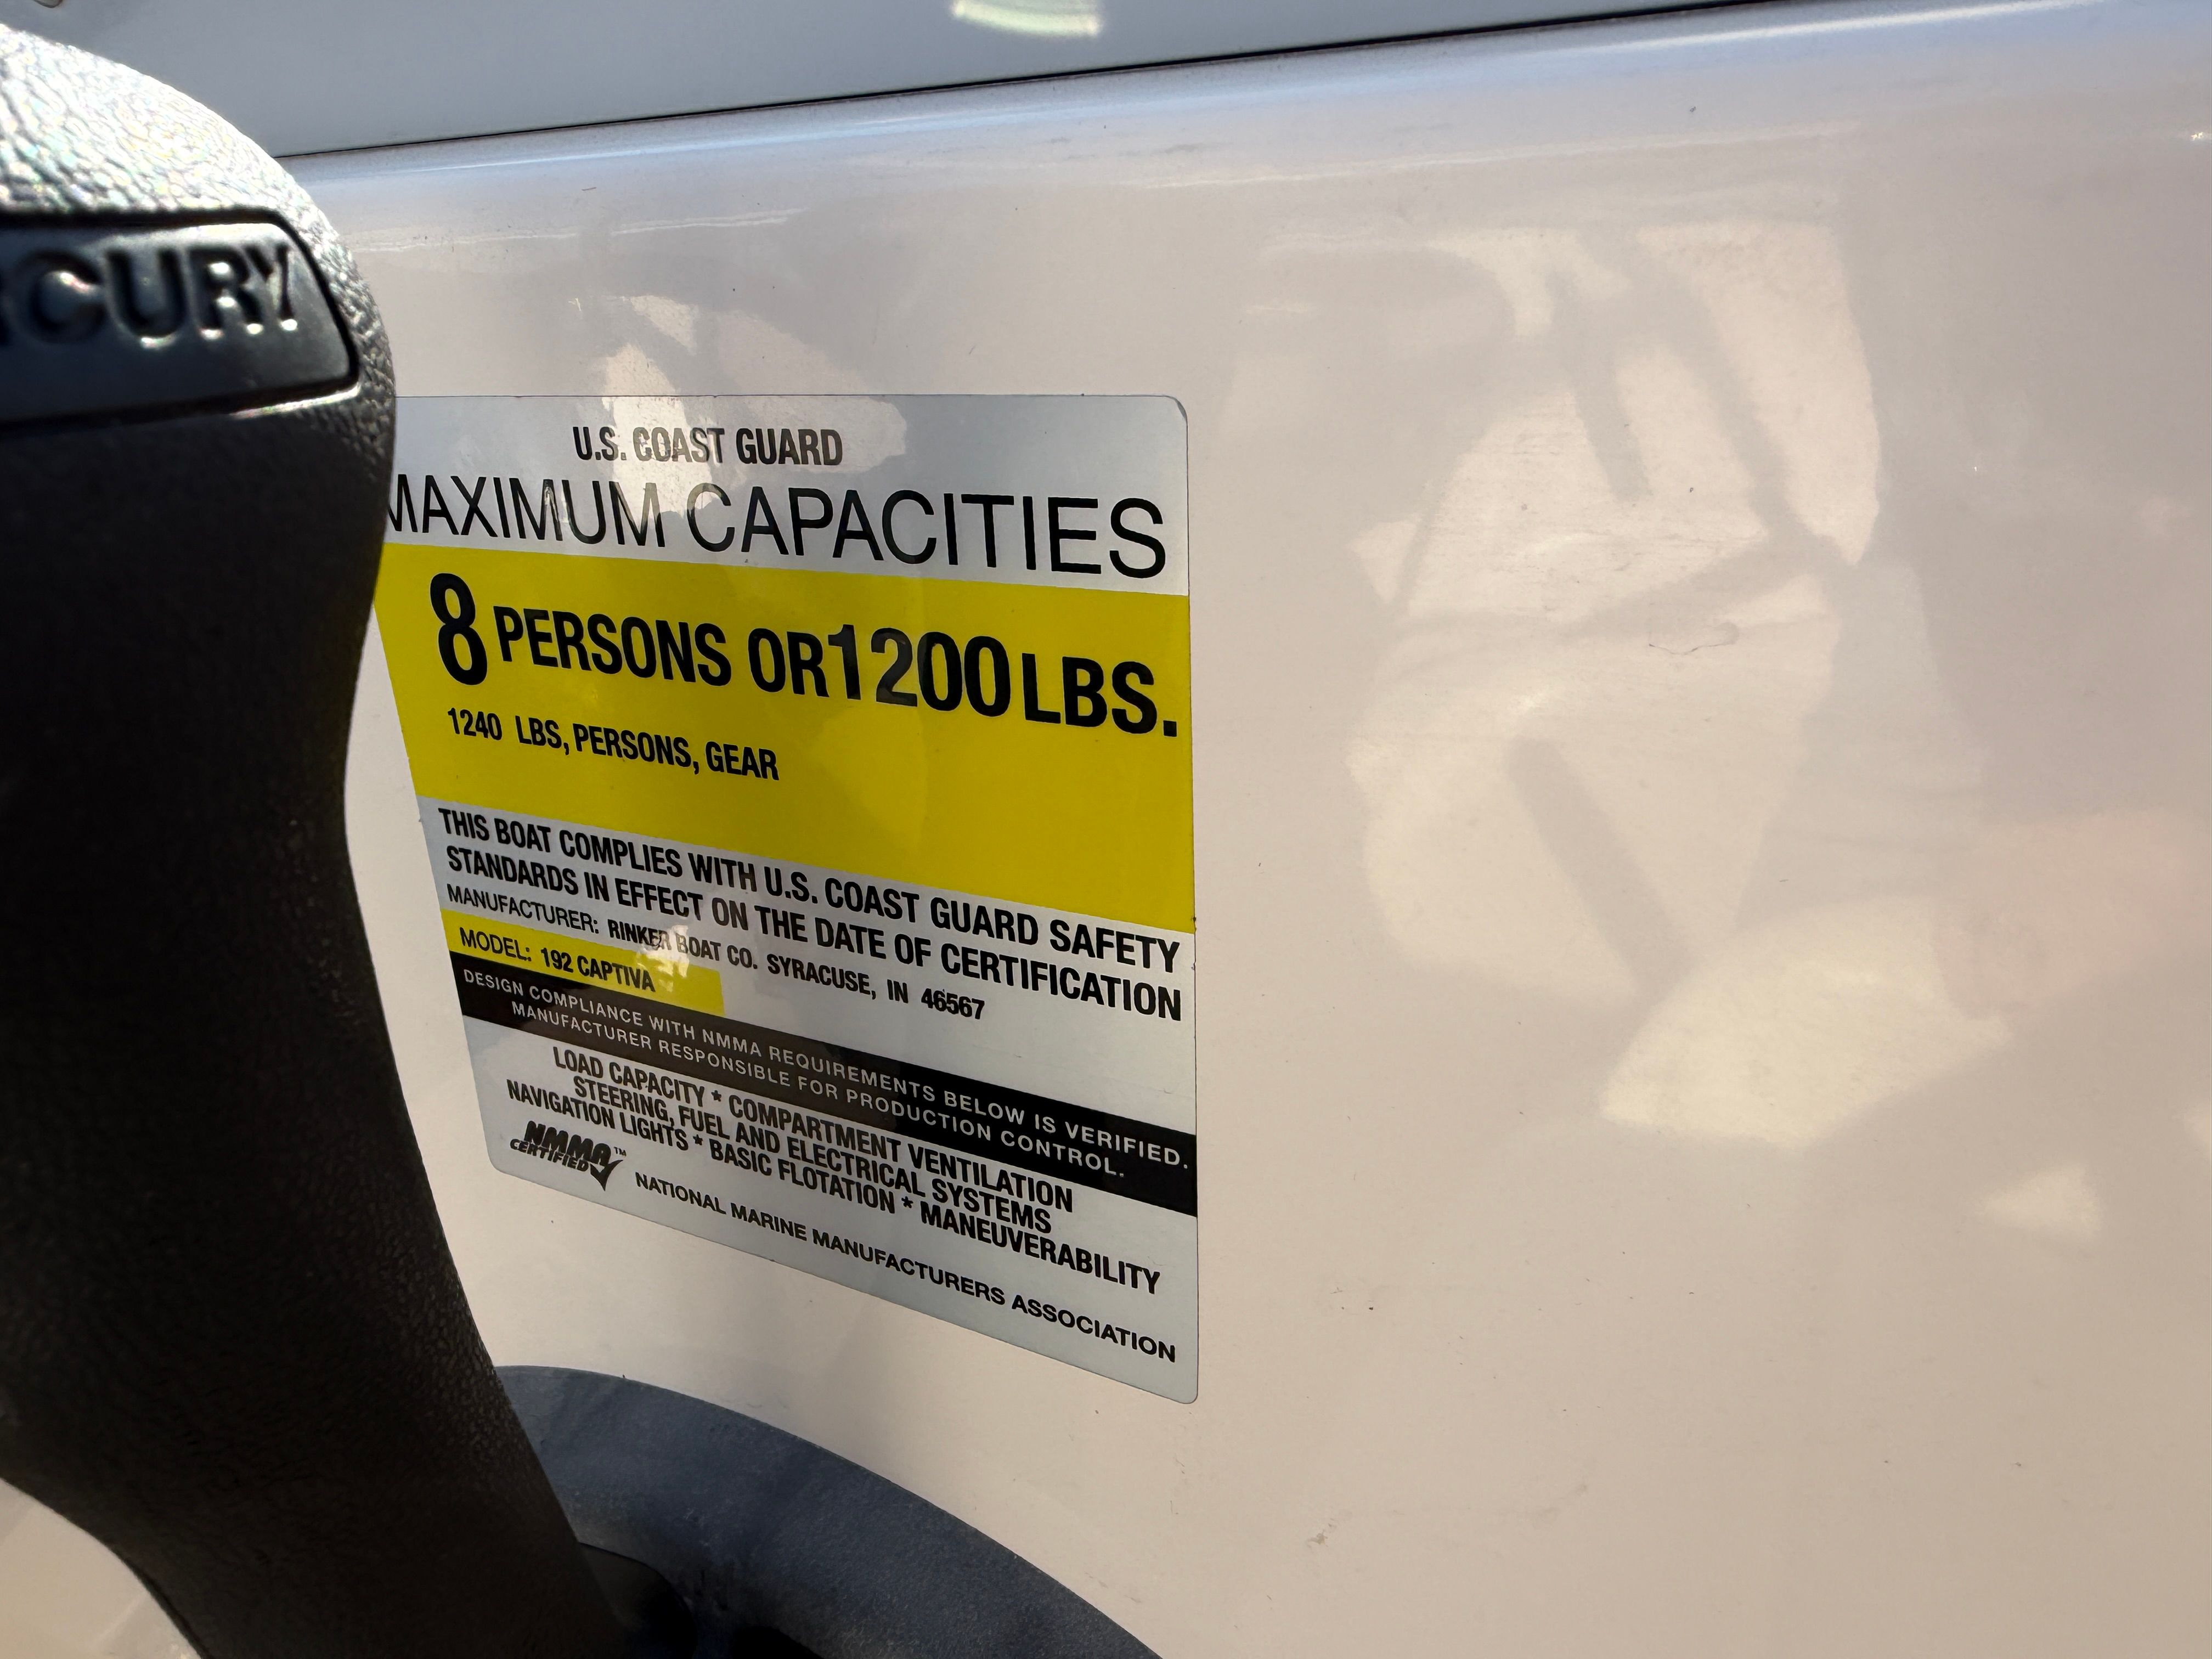 RCURY
U.S. COAST GUARD
MAXIMUM CAPACITIES
8 PERSONS OR 1200 LBS.
1240 LBS, PERSONS, GEAR
THIS BOAT COMPLIES WITH U.S. COAST GUARD SAFETY
STANDARDS IN EFFECT ON THE DATE OF CERTIFICATION
MANUFACTURER: RINKER BOAT CO. SYRACUSE, IN 46567
MODEL: 192 CAPTIVA
DESIGN COMPLIANCE WITH NMMA REQUIREMENTS BELOW IS VERIFIED.
MANUFACTURER RESPONSIBLE FOR PRODUCTION CONTROL.
LOAD CAPACITY * COMPARTMENT VENTILATION
STEERING, FUEL AND ELECTRICAL SYSTEMS
NAVIGATION LIGHTS * BASIC FLOTATION * MANEUVERABILITY
NMMA™
CERTIFIED
NATIONAL MARINE MANUFACTURERS ASSOCIATION